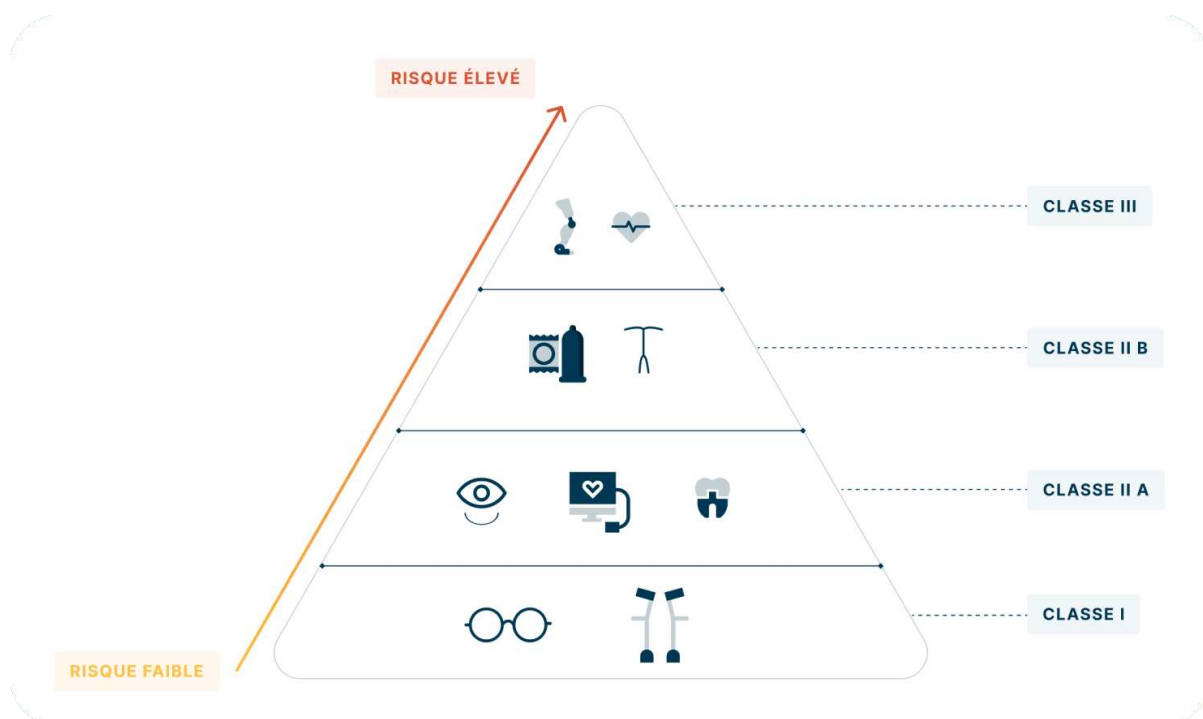 RISQUE ÉLEVÉ
CLASSE III
CLASSE II B
CLASSE II A
CLASSE I
RISQUE FAIBLE